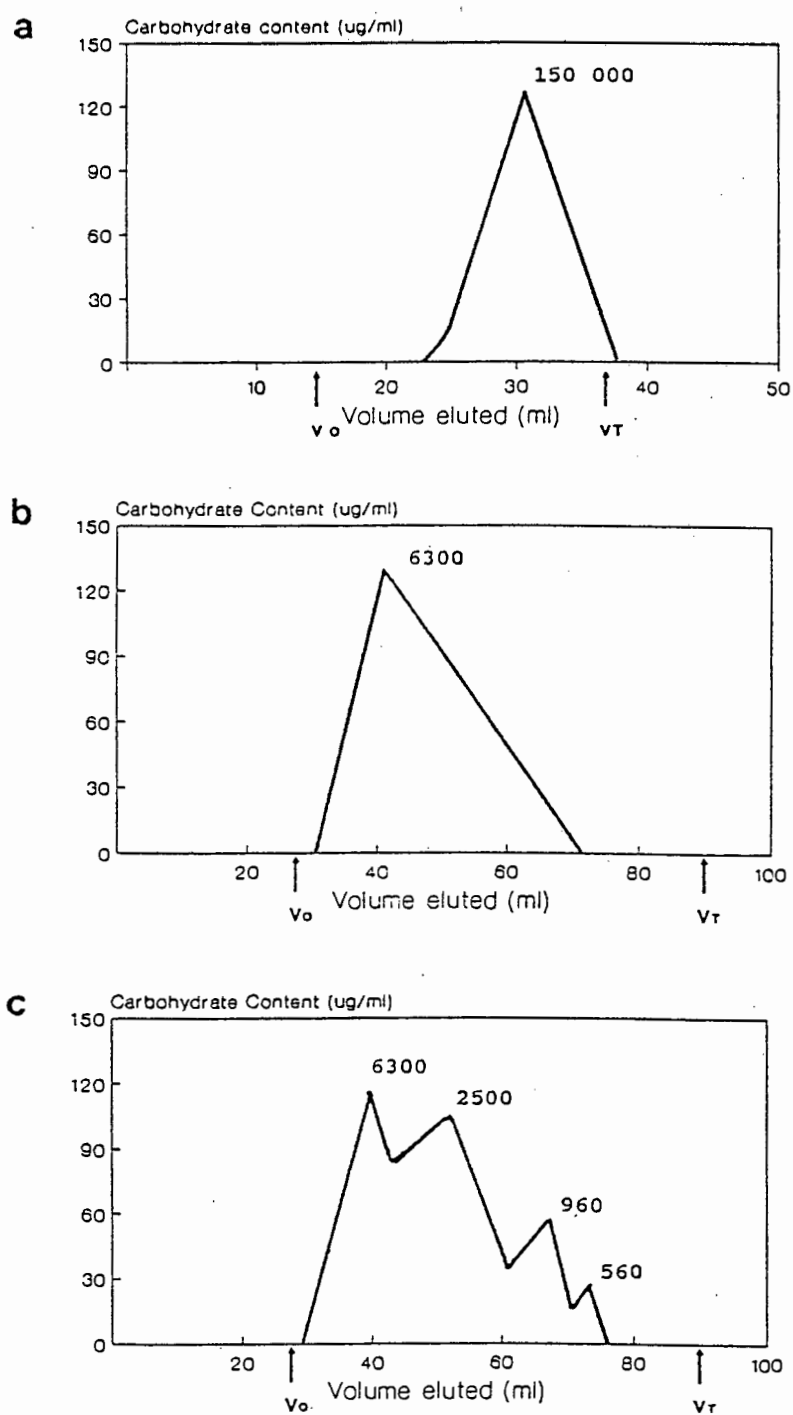 a
Carbohydrate content (ug/ml)
150
150 000
120
90
60
30
0
10 20 30 40 50
Vo Volume eluted (ml) VT
b
Carbohydrate Content (ug/ml)
150
6300
120
90
60
30
0
20 40 60 80 100
Vo Volume eluted (ml) VT
c
Carbohydrate Content (ug/ml)
150
6300
120
2500
90
960
60
560
30
0
20 40 60 80 100
Vo. Volume eluted (ml) VT